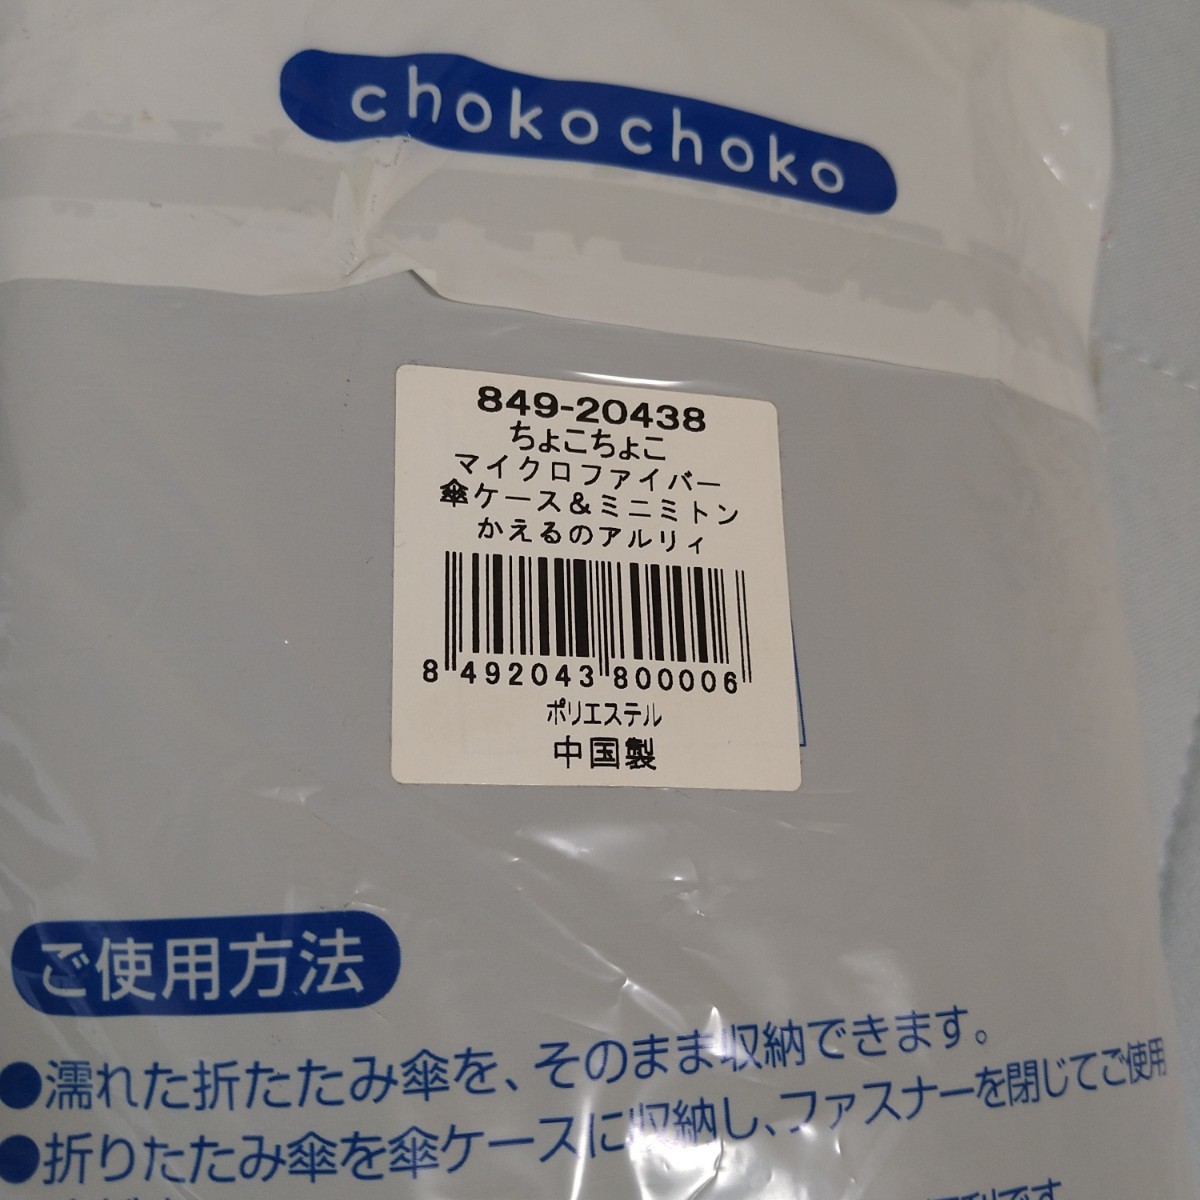 chokochoko
849-20438
ちょこちょこ
マイクロファイバー
傘ケース&ミニミトン
かえるのアルリィ
8 492043 800006
ポリエステル
中国製
ご使用方法
●濡れた折たたみ傘を、そのまま収納できます。
●折りたたみ傘を傘ケースに収納し、ファスナーを閉じてご使用
です